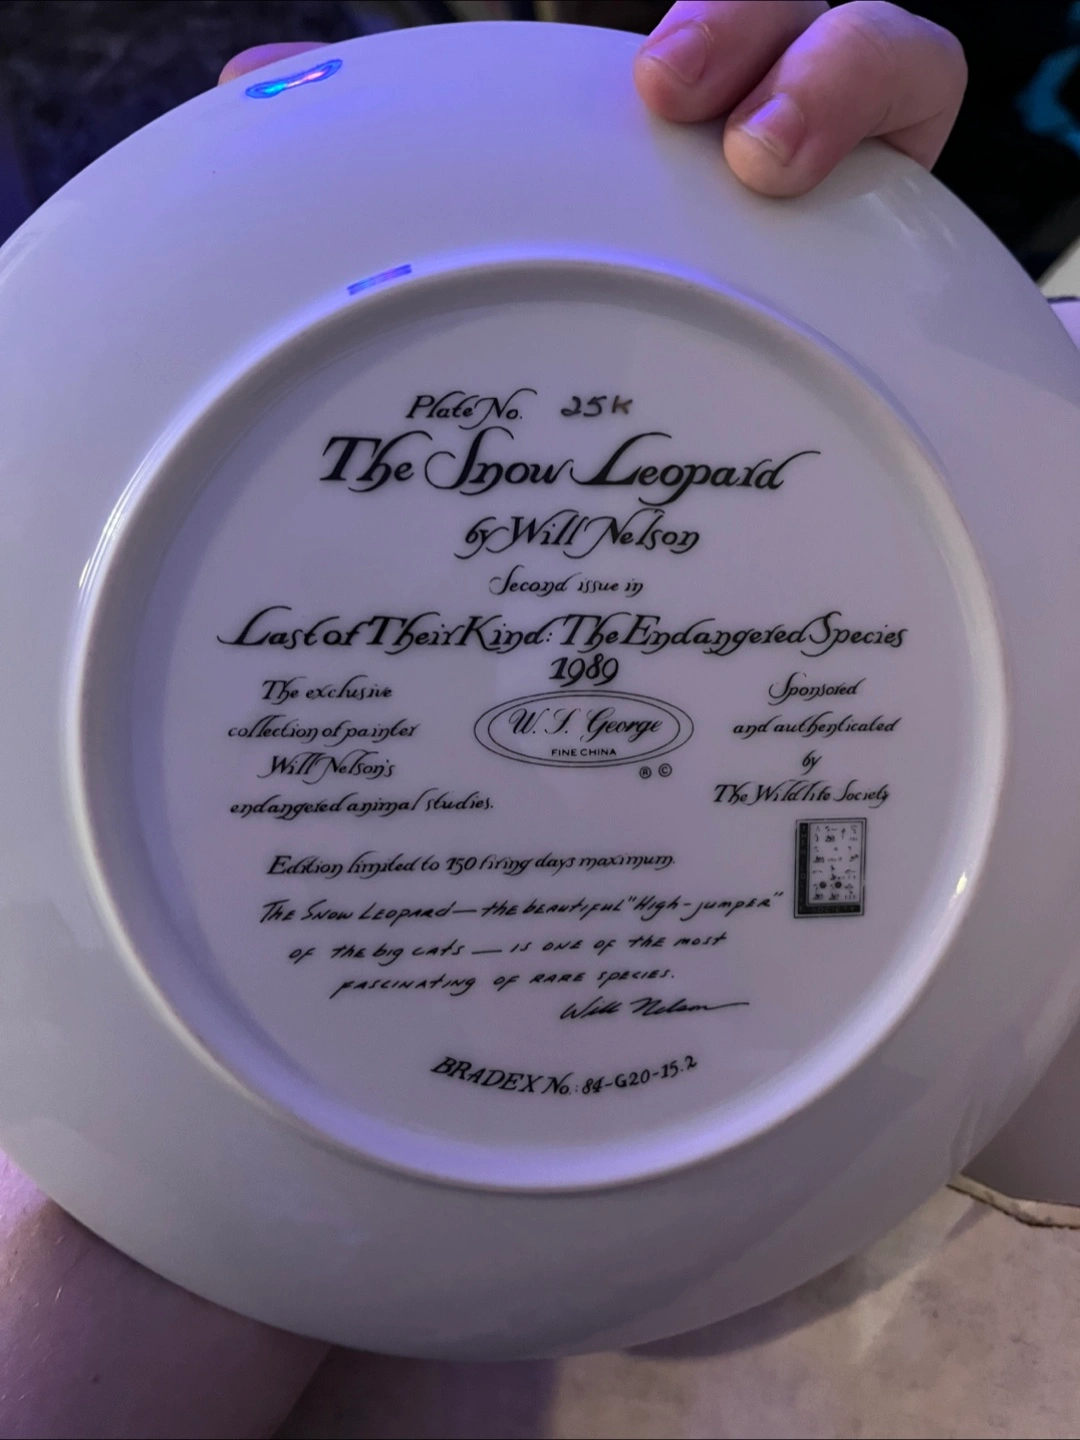 Plate No. 25K
The Snow Leopard
by Will Nelson
Second issue in
Last of Their Kind: The Endangered Species
1989
The exclusive
collection of painter
Will Nelson's
endangered animal studies.
W. S. George
FINE CHINA
® ©
Sponsored
and authenticated
by
The Wildlife Society
Edition limited to 150 firing days maximum.
The Snow Leopard — the beautiful "High-jumper"
of the big cats — is one of the most
fascinating of rare species.
Will Nelson
BRADEX No.: 84-G20-15.2